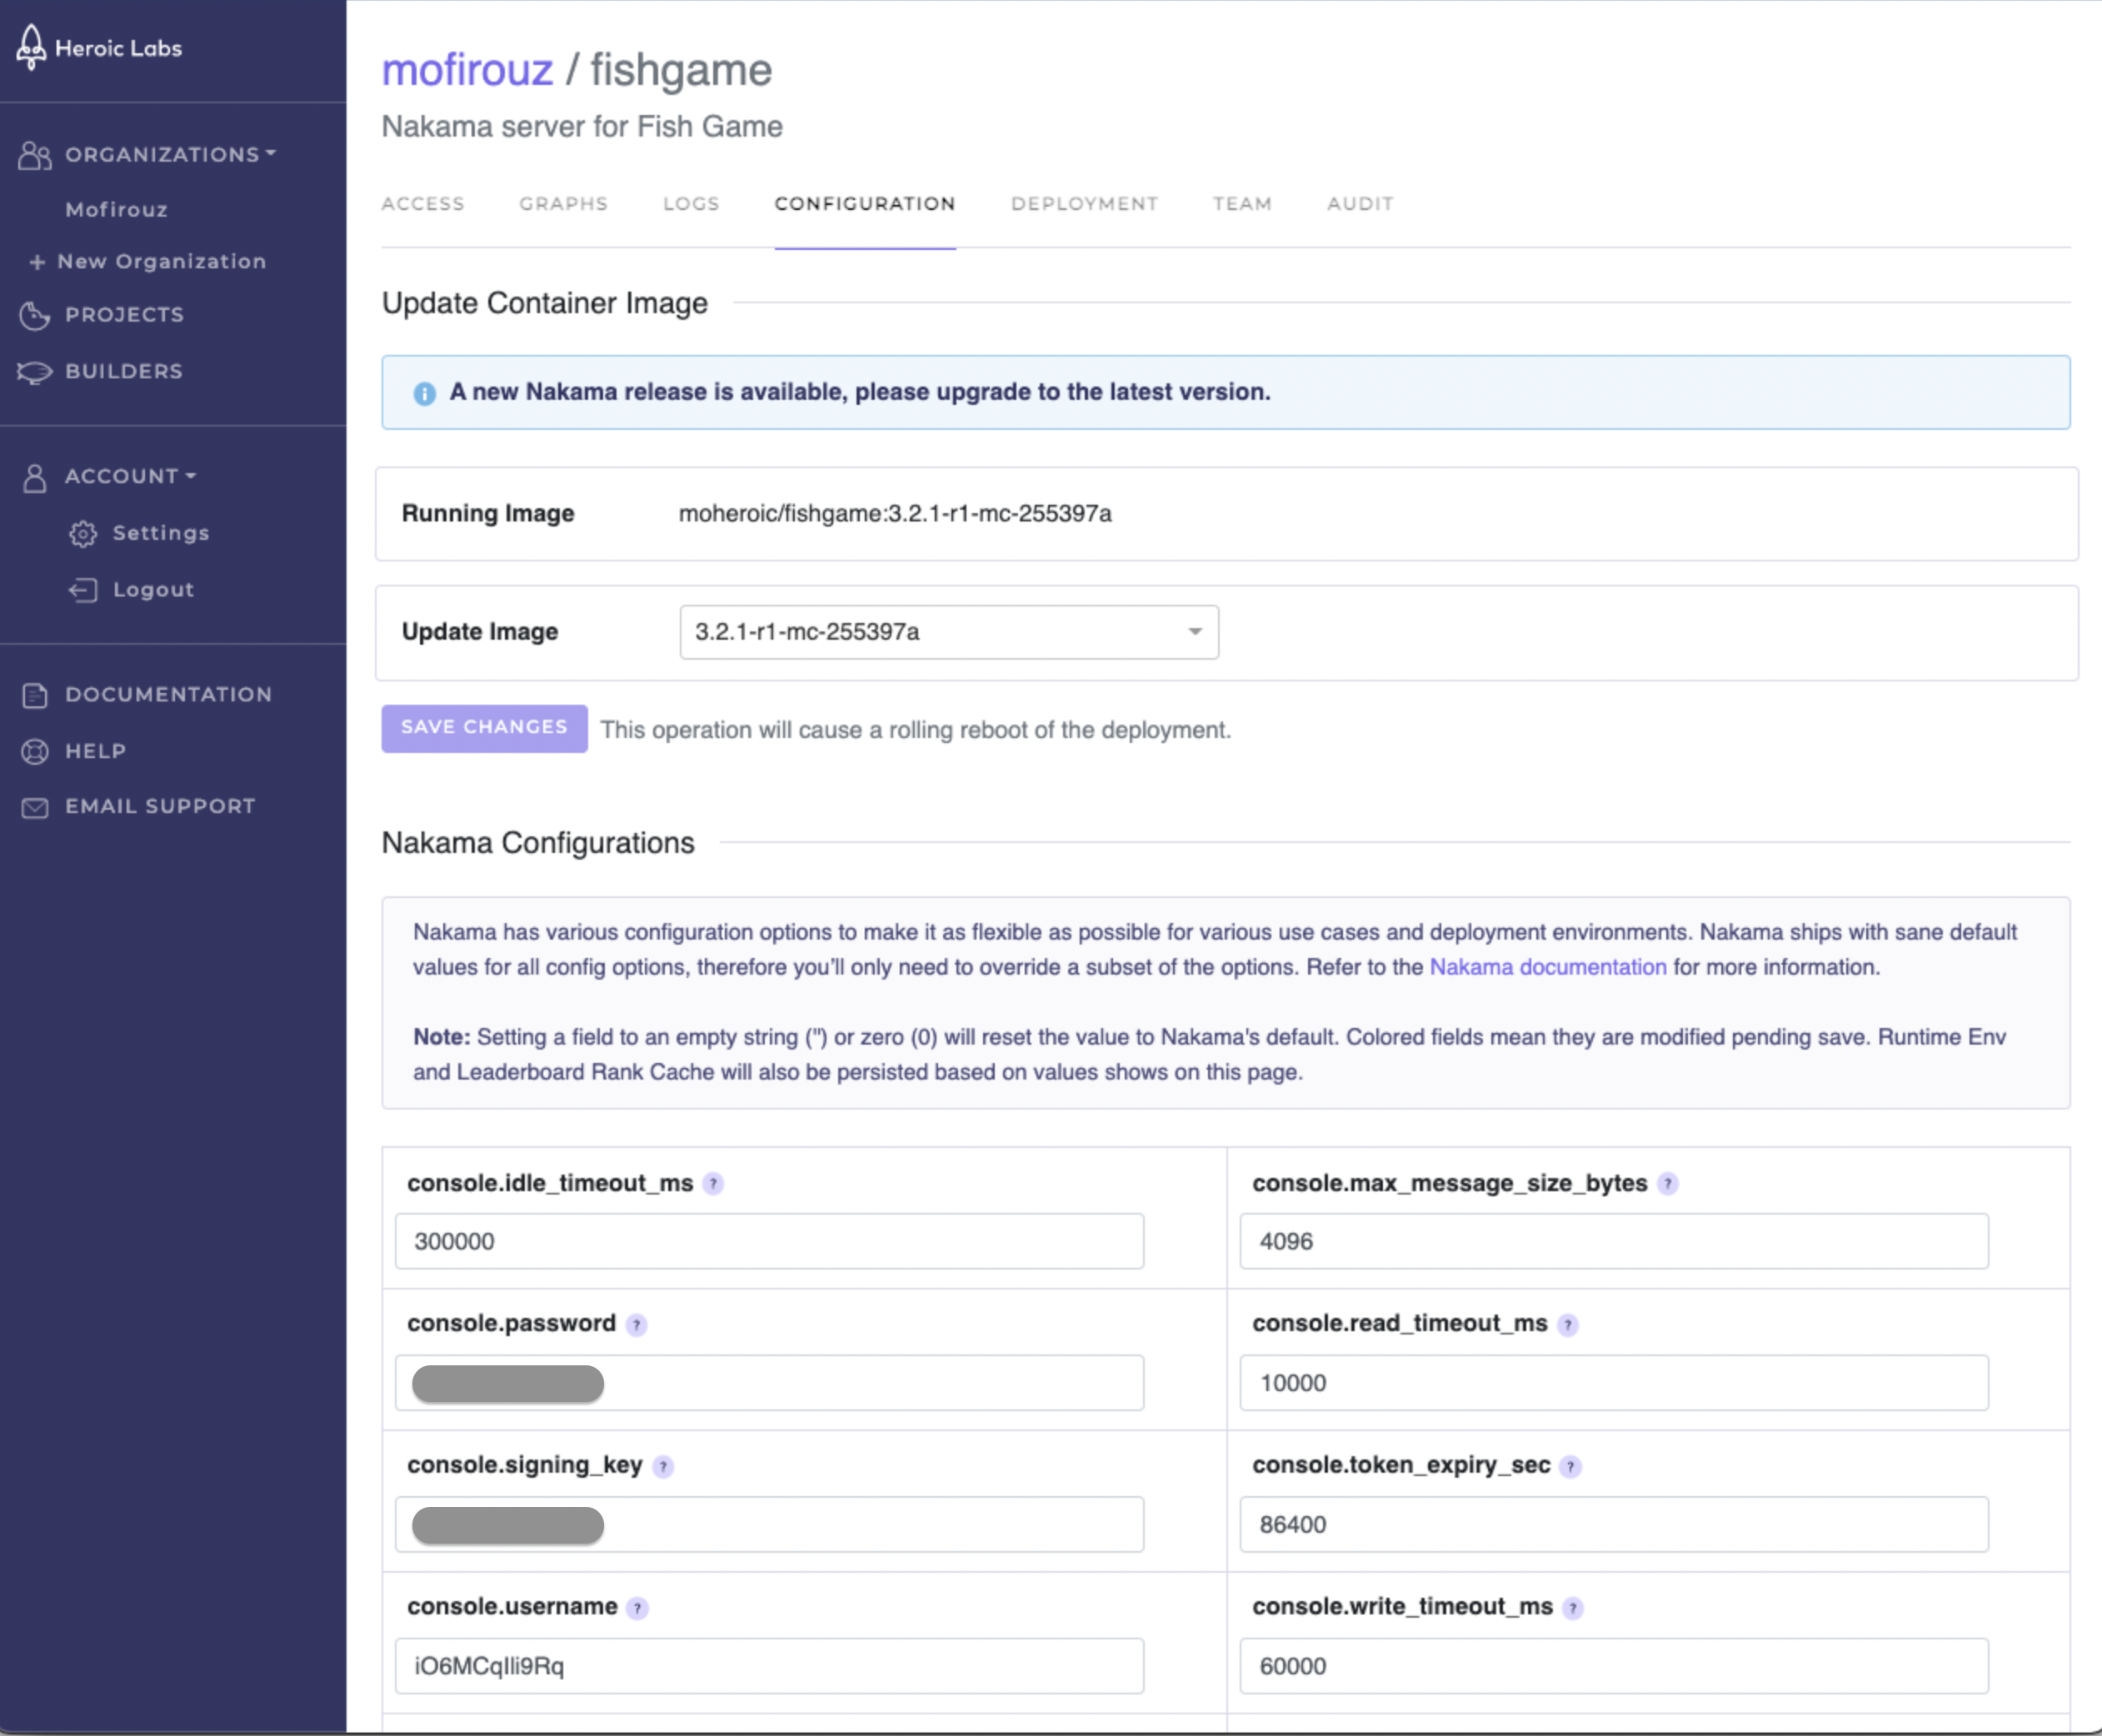 Heroic Labs
ORGANIZATIONS
Mofirouz
+ New Organization
PROJECTS
BUILDERS
ACCOUNT
Settings
Logout
DOCUMENTATION
HELP
EMAIL SUPPORT
mofirouz / fishgame
Nakama server for Fish Game
ACCESS GRAPHS LOGS CONFIGURATION DEPLOYMENT TEAM AUDIT
Update Container Image
A new Nakama release is available, please upgrade to the latest version.
Running Image moheroic/fishgame:3.2.1-r1-mc-255397a
Update Image 3.2.1-r1-mc-255397a
SAVE CHANGES This operation will cause a rolling reboot of the deployment.
Nakama Configurations
Nakama has various configuration options to make it as flexible as possible for various use cases and deployment environments. Nakama ships with sane default
values for all config options, therefore you'll only need to override a subset of the options. Refer to the Nakama documentation for more information.
Note: Setting a field to an empty string (") or zero (0) will reset the value to Nakama's default. Colored fields mean they are modified pending save. Runtime Env
and Leaderboard Rank Cache will also be persisted based on values shows on this page.
console.idle_timeout_ms ? console.max_message_size_bytes ?
300000 4096
console.password ? console.read_timeout_ms ?
10000
console.signing_key ? console.token_expiry_sec ?
86400
console.username ? console.write_timeout_ms ?
60000